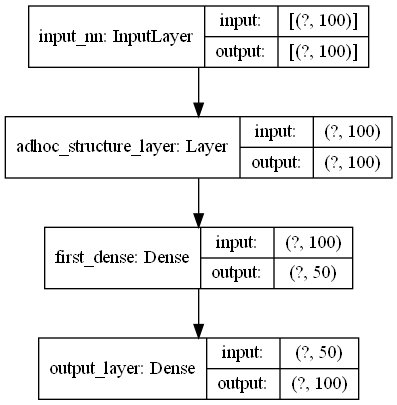 input_nn: InputLayer
input: [(?, 100)]
output: [(?, 100)]
adhoc_structure_layer: Layer
input: (?, 100)
output: (?, 100)
first_dense: Dense
input: (?, 100)
output: (?, 50)
output_layer: Dense
input: (?, 50)
output: (?, 100)